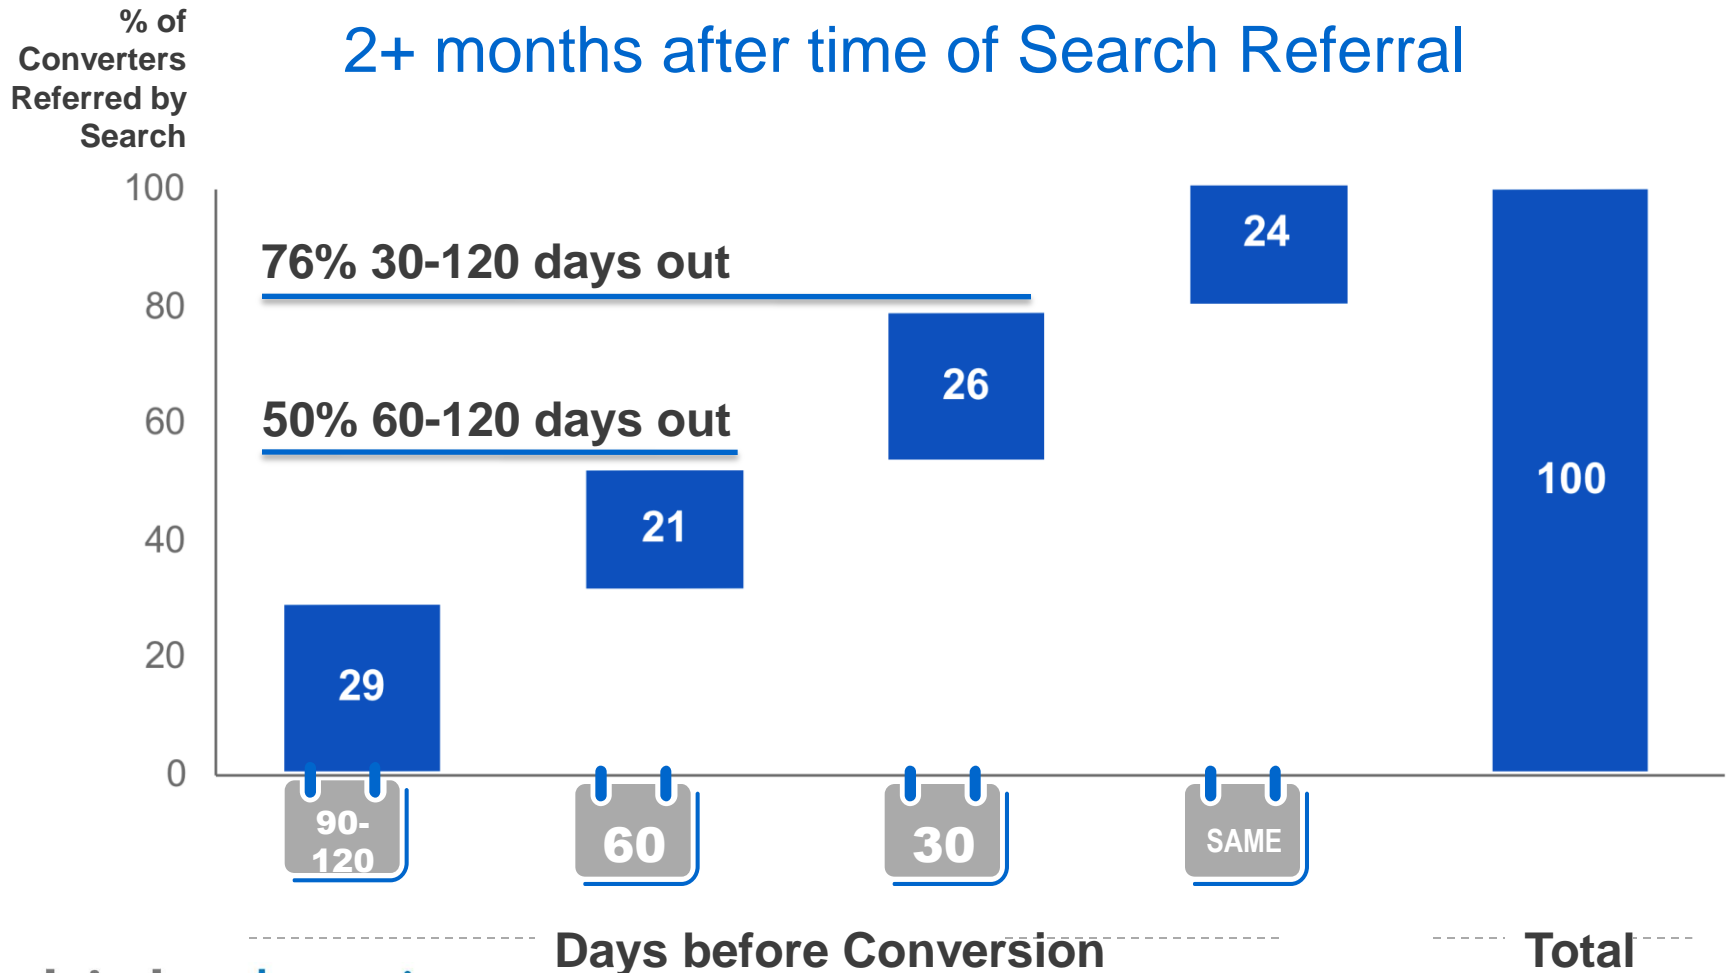 % of
Converters
Referred by
Search
2+ months after time of Search Referral
100
80
60
40
20
0
76% 30-120 days out
50% 60-120 days out
29
21
26
24
100
90-
120
60
30
SAME
Days before Conversion
Total